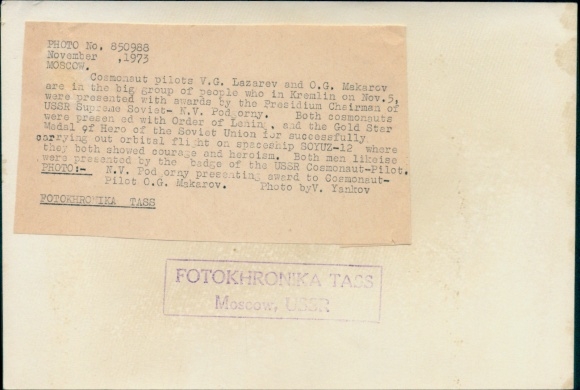 PHOTO No. 850988
November ,1973
MOSCOW.
Cosmonaut pilots V.G. Lazarev and O.G. Makarov
are in the big group of people who in Kremlin on Nov.5,
were presented with awards by the Presidium Chairman of
USSR Supreme Soviet- N.V. Podgorny. Both cosmonauts
were presen ed with Order of Lenin, and the Gold Star
Medal of Hero of the Soviet Union for successfully
carrying out orbital flight on spaceship SOYUZ-12 where
they both showed courage and heroism. Both men likeise
were presented by the badge of the USSR Cosmonaut-Pilot.
PHOTO:- N.V. Podgorny presenting award to Cosmonaut-
Pilot O.G. Makarov. Photo byV. Yankov
FOTOKHRONIKA TASS
FOTOKHRONIKA TASS
Moscow, USSR